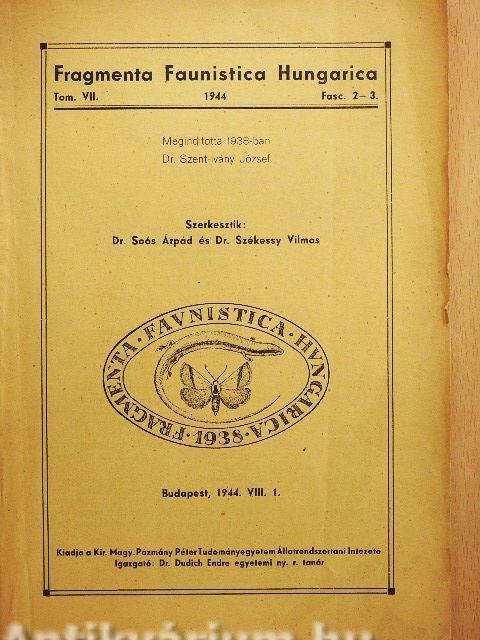 Fragmenta Faunistica Hungarica
Tom. VII. 1944 Fasc. 2—3.
Megindította 1938-ban
Dr. Szent-Ivány József
Szerkesztik:
Dr. Soós Árpád és Dr. Székessy Vilmos
FRAGMENTA · FAVNISTICA · HVNGARICA · 1938 ·
Budapest, 1944. VIII. 1.
Kiadja a Kir. Magy. Pázmány Péter Tudományegyetem Állatrendszertani Intézete
Igazgató: Dr. Dudich Endre egyetemi ny. r. tanár
Antikvárium.hu